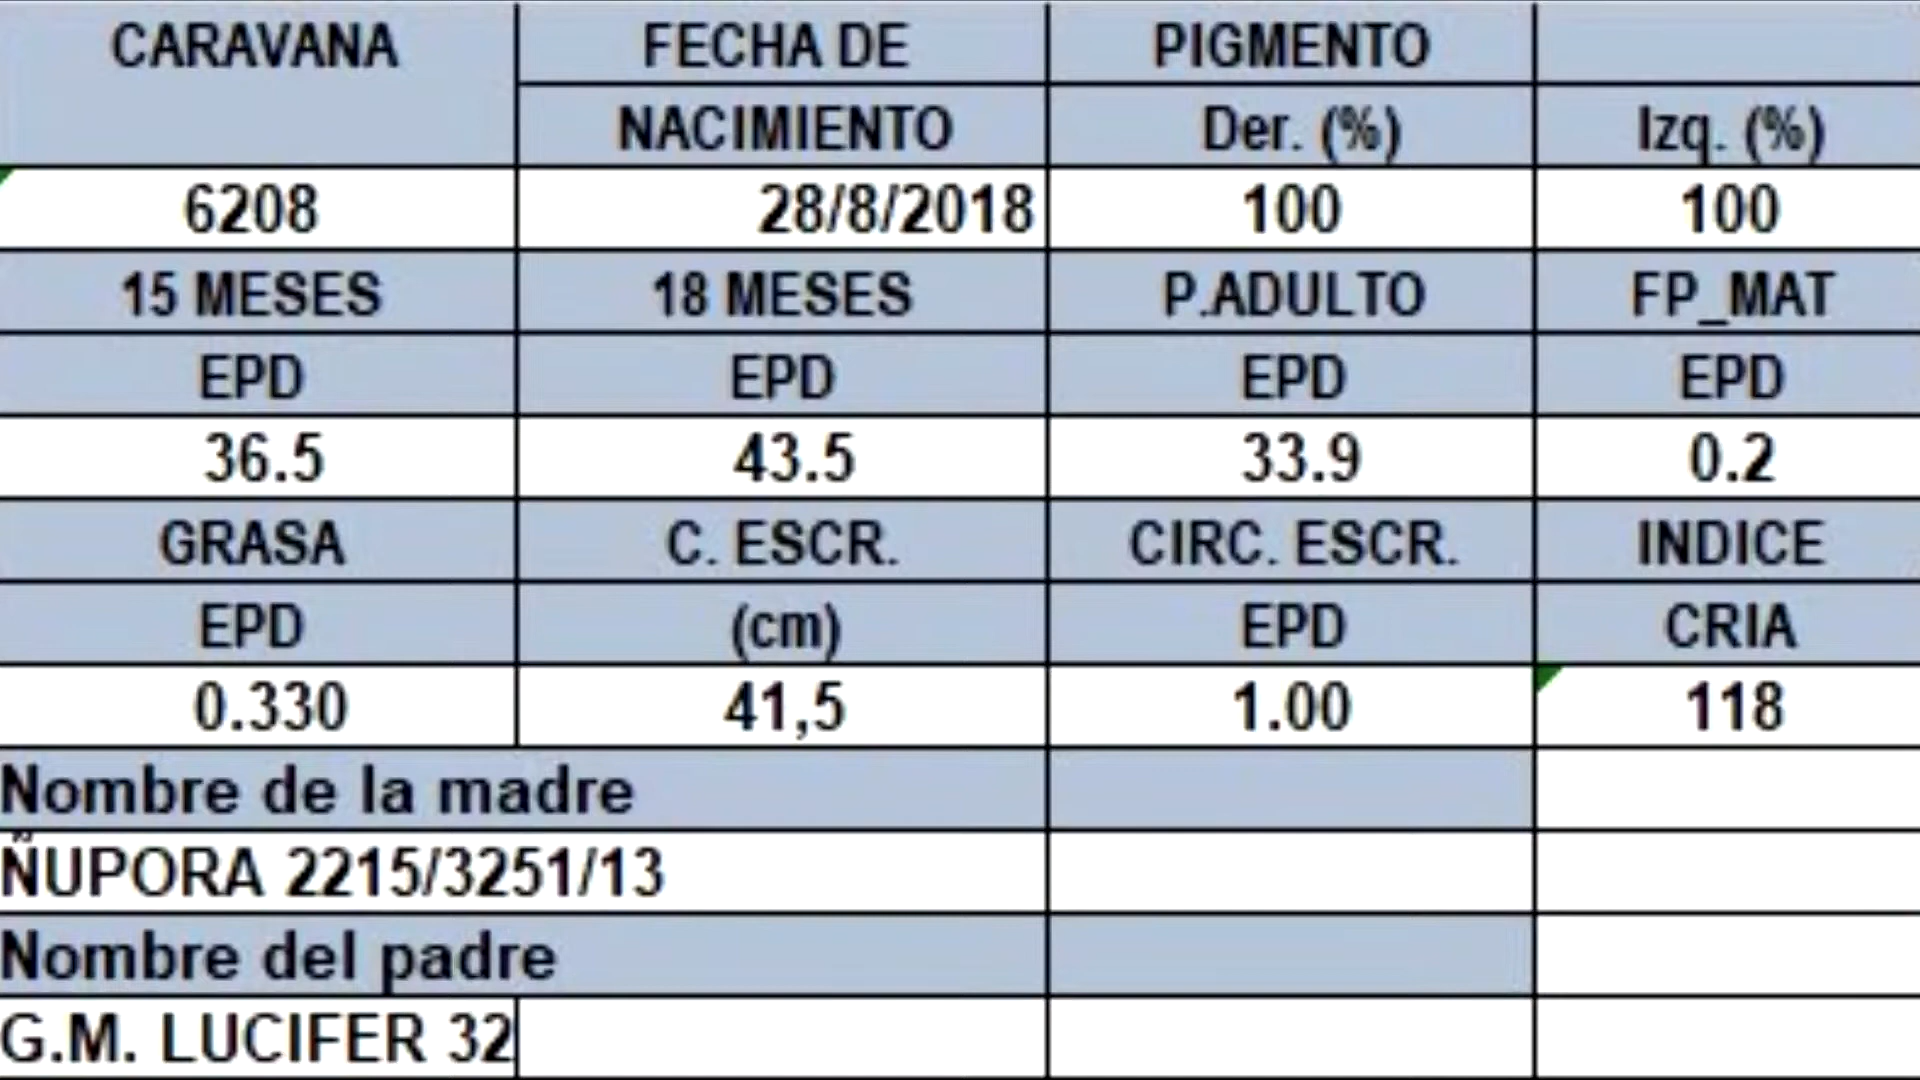 CARAVANA FECHA DE PIGMENTO
NACIMIENTO Der. (%) Izq. (%)
6208 28/8/2018 100 100
15 MESES 18 MESES P.ADULTO FP_MAT
EPD EPD EPD EPD
36.5 43.5 33.9 0.2
GRASA C. ESCR. CIRC. ESCR. INDICE
EPD (cm) EPD CRIA
0.330 41,5 1.00 118
Nombre de la madre
ÑUPORA 2215/3251/13
Nombre del padre
G.M. LUCIFER 32